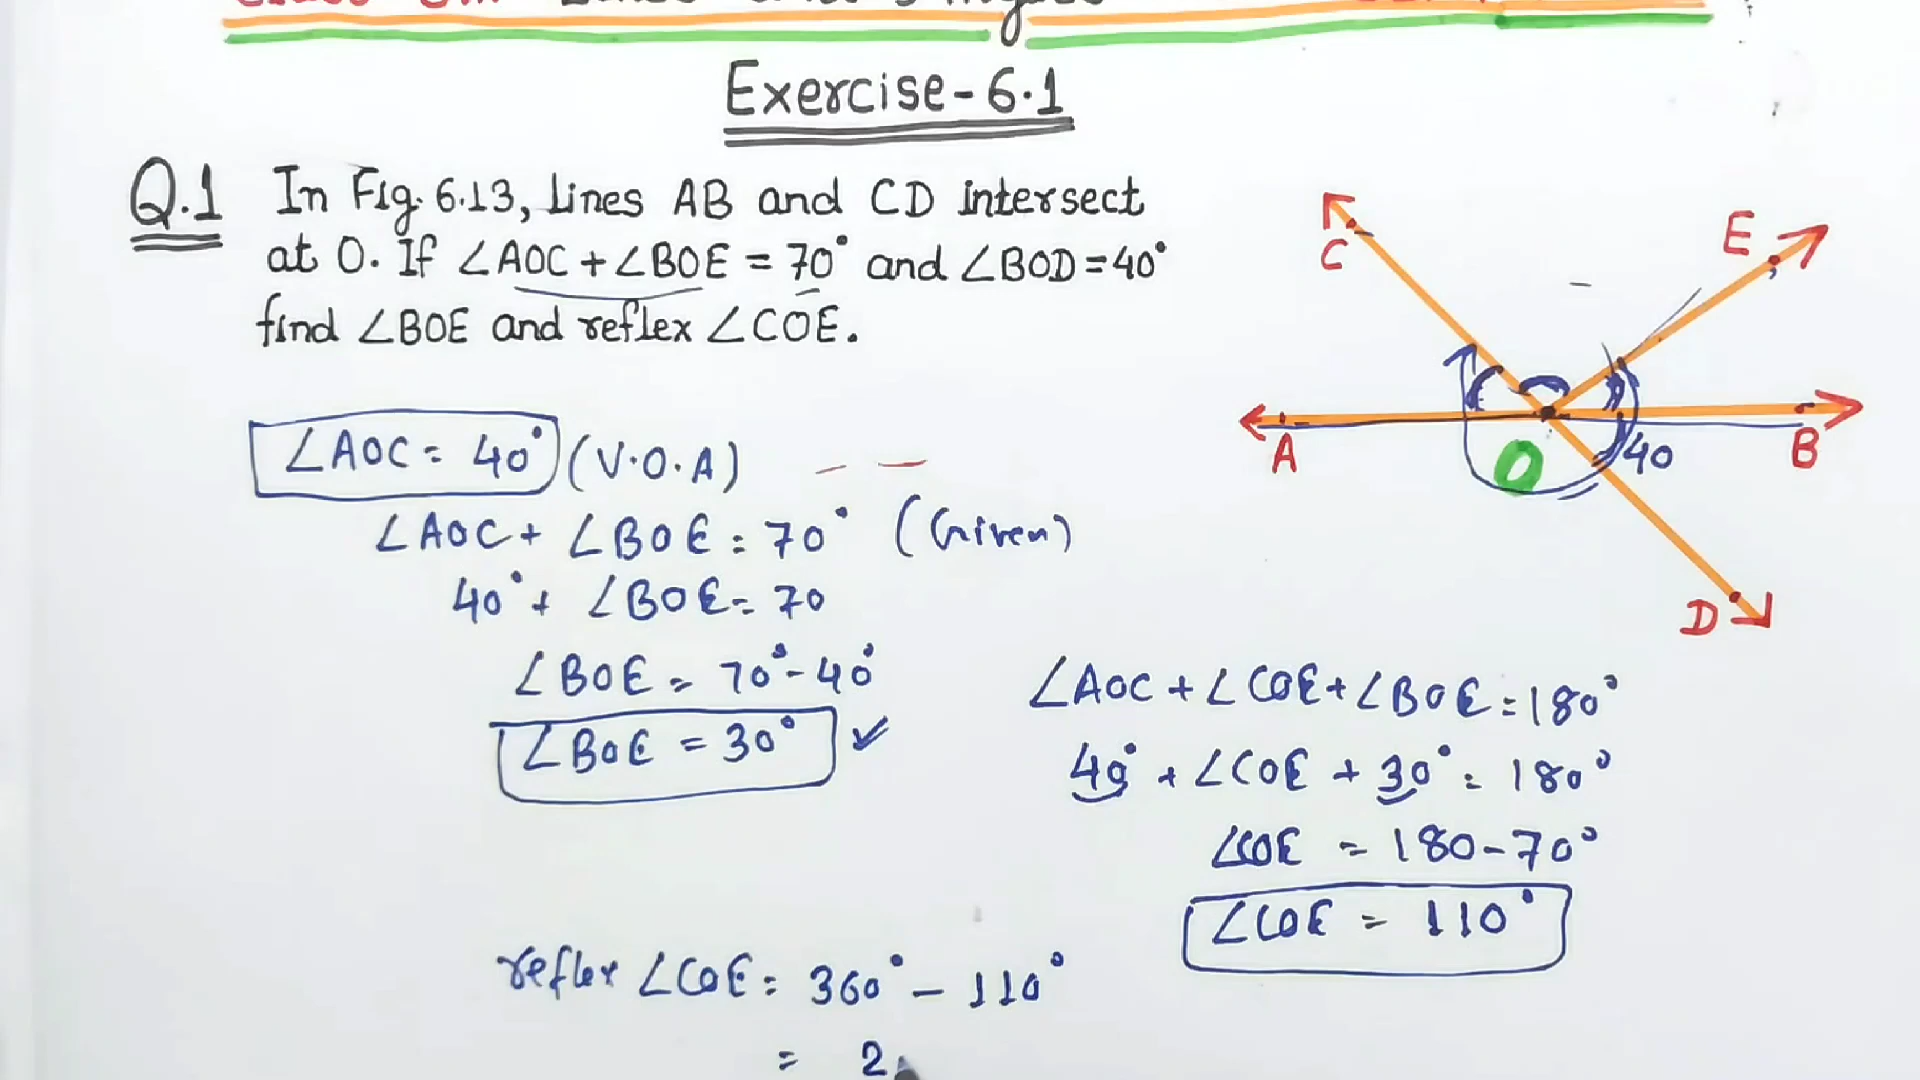 Exercise-6.1
Q.1 In Fig. 6.13, Lines AB and CD intersect
at O. If ∠AOC + ∠BOE = 70° and ∠BOD = 40°
find ∠BOE and reflex ∠COE.
C
E
A
O
40
B
D
∠AOC = 40° (V.O.A)
∠AOC + ∠BOE = 70° (Given)
40° + ∠BOE = 70
∠BOE = 70° - 40°
∠BOE = 30° ✓
∠AOC + ∠COE + ∠BOE = 180°
40° + ∠COE + 30° = 180°
∠COE = 180 - 70°
∠COE = 110°
reflex ∠COE = 360° - 110°
= 2